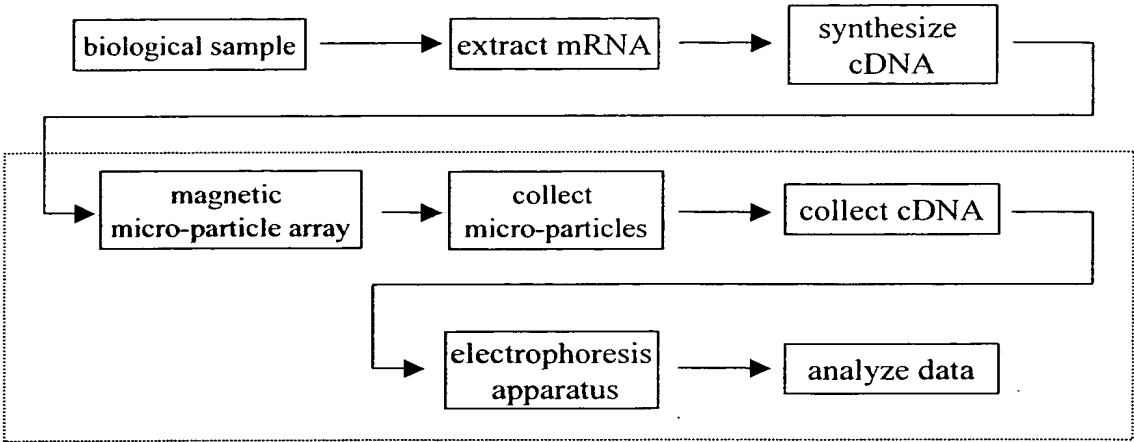 biological sample
extract mRNA
synthesize
cDNA
magnetic
micro-particle array
collect
micro-particles
collect cDNA
electrophoresis
apparatus
analyze data